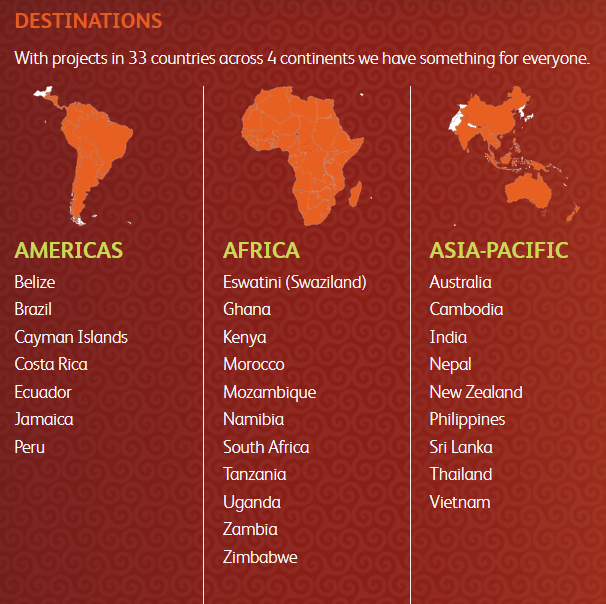 DESTINATIONS
With projects in 33 countries across 4 continents we have something for everyone.
AMERICAS
Belize
Brazil
Cayman Islands
Costa Rica
Ecuador
Jamaica
Peru
AFRICA
Eswatini (Swaziland)
Ghana
Kenya
Morocco
Mozambique
Namibia
South Africa
Tanzania
Uganda
Zambia
Zimbabwe
ASIA-PACIFIC
Australia
Cambodia
India
Nepal
New Zealand
Philippines
Sri Lanka
Thailand
Vietnam